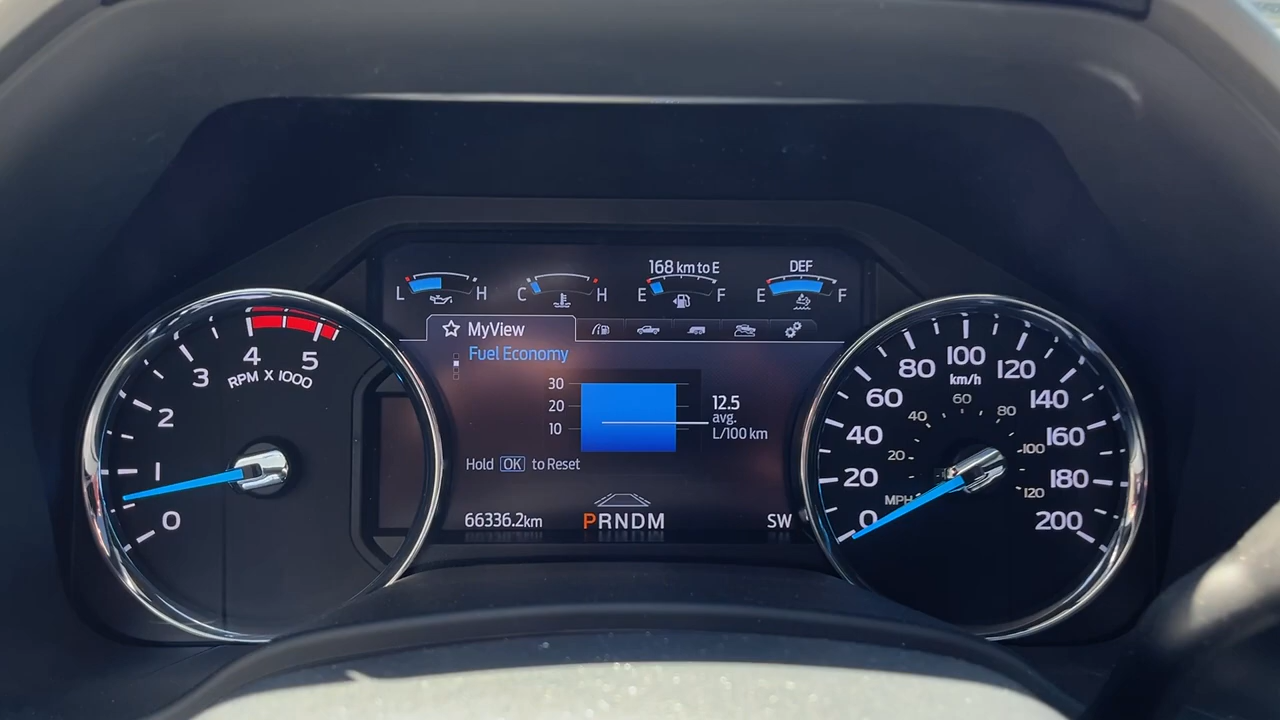 168 km to E
DEF
L H
C H
E F
E F
MyView
Fuel Economy
30
20
10
12.5
avg.
L/100 km
Hold OK to Reset
66336.2km
PRNDM
SW
0
1
2
3
4
5
RPM X 1000
0
20
40
60
80
100
120
140
160
180
200
km/h
MPH
20
40
60
80
100
120